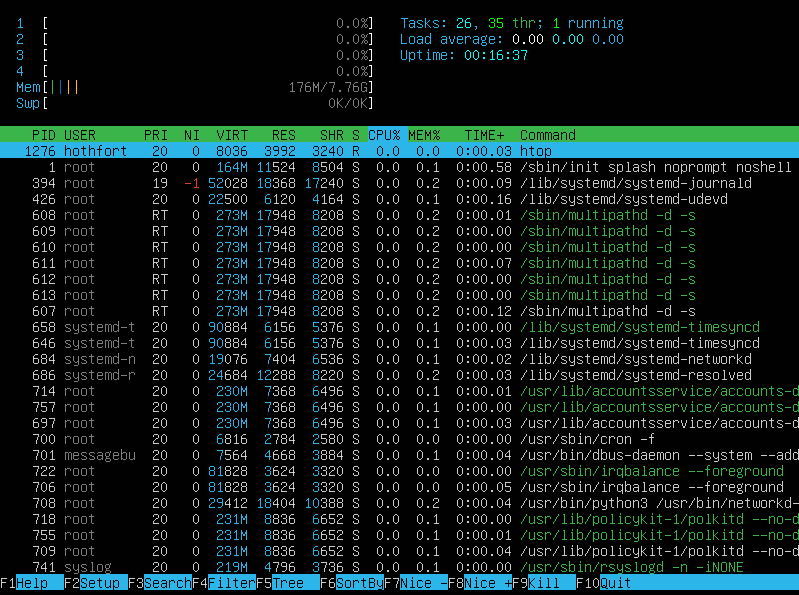 1 [ 0.0%] Tasks: 26, 35 thr; 1 running
2 [ 0.0%] Load average: 0.00 0.00 0.00
3 [ 0.0%] Uptime: 00:16:37
4 [ 0.0%]
Mem[|||| 176M/7.76G]
Swp[ 0K/0K]
PID USER PRI NI VIRT RES SHR S CPU% MEM% TIME+ Command
1276 hothfort 20 0 8036 3992 3240 R 0.0 0.0 0:00.03 htop
1 root 20 0 164M 11524 8504 S 0.0 0.1 0:00.58 /sbin/init splash noprompt noshell
394 root 19 -1 52028 18368 17240 S 0.0 0.2 0:00.09 /lib/systemd/systemd-journald
426 root 20 0 22500 6120 4164 S 0.0 0.1 0:00.16 /lib/systemd/systemd-udevd
608 root RT 0 273M 17948 8208 S 0.0 0.2 0:00.01 /sbin/multipathd -d -s
609 root RT 0 273M 17948 8208 S 0.0 0.2 0:00.00 /sbin/multipathd -d -s
610 root RT 0 273M 17948 8208 S 0.0 0.2 0:00.00 /sbin/multipathd -d -s
611 root RT 0 273M 17948 8208 S 0.0 0.2 0:00.07 /sbin/multipathd -d -s
612 root RT 0 273M 17948 8208 S 0.0 0.2 0:00.00 /sbin/multipathd -d -s
613 root RT 0 273M 17948 8208 S 0.0 0.2 0:00.00 /sbin/multipathd -d -s
607 root RT 0 273M 17948 8208 S 0.0 0.2 0:00.12 /sbin/multipathd -d -s
658 systemd-t 20 0 90884 6156 5376 S 0.0 0.1 0:00.00 /lib/systemd/systemd-timesyncd
646 systemd-t 20 0 90884 6156 5376 S 0.0 0.1 0:00.04 /lib/systemd/systemd-timesyncd
684 systemd-n 20 0 19076 7404 6536 S 0.0 0.1 0:00.02 /lib/systemd/systemd-networkd
686 systemd-r 20 0 24684 12288 8220 S 0.0 0.2 0:00.03 /lib/systemd/systemd-resolved
714 root 20 0 230M 7368 6496 S 0.0 0.1 0:00.01 /usr/lib/accountsservice/accounts-d
757 root 20 0 230M 7368 6496 S 0.0 0.1 0:00.00 /usr/lib/accountsservice/accounts-d
697 root 20 0 230M 7368 6496 S 0.0 0.1 0:00.03 /usr/lib/accountsservice/accounts-d
700 root 20 0 6816 2784 2580 S 0.0 0.0 0:00.00 /usr/sbin/cron -f
701 messagebu 20 0 7564 4668 3884 S 0.0 0.1 0:00.04 /usr/bin/dbus-daemon --system --add
722 root 20 0 81828 3624 3320 S 0.0 0.0 0:00.00 /usr/sbin/irqbalance --foreground
706 root 20 0 81828 3624 3320 S 0.0 0.0 0:00.05 /usr/sbin/irqbalance --foreground
708 root 20 0 29412 18404 10388 S 0.0 0.2 0:00.04 /usr/bin/python3 /usr/bin/networkd-
718 root 20 0 231M 8836 6652 S 0.0 0.1 0:00.00 /usr/lib/policykit-1/polkitd --no-d
755 root 20 0 231M 8836 6652 S 0.0 0.1 0:00.01 /usr/lib/policykit-1/polkitd --no-d
709 root 20 0 231M 8836 6652 S 0.0 0.1 0:00.04 /usr/lib/policykit-1/polkitd --no-d
741 syslog 20 0 219M 4796 3736 S 0.0 0.1 0:00.00 /usr/sbin/rsyslogd -n -iNONE
F1Help F2Setup F3SearchF4FilterF5Tree F6SortByF7Nice -F8Nice +F9Kill F10Quit